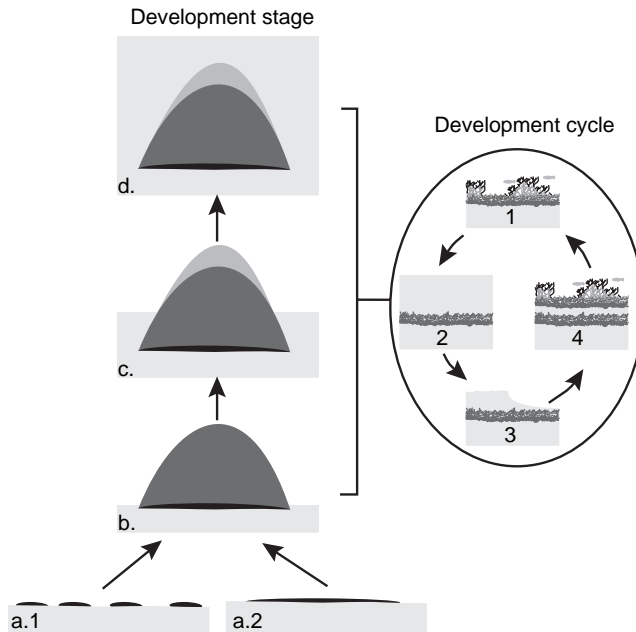 Development stage
d.
Development cycle
1
2
4
c.
3
b.
a.1
a.2